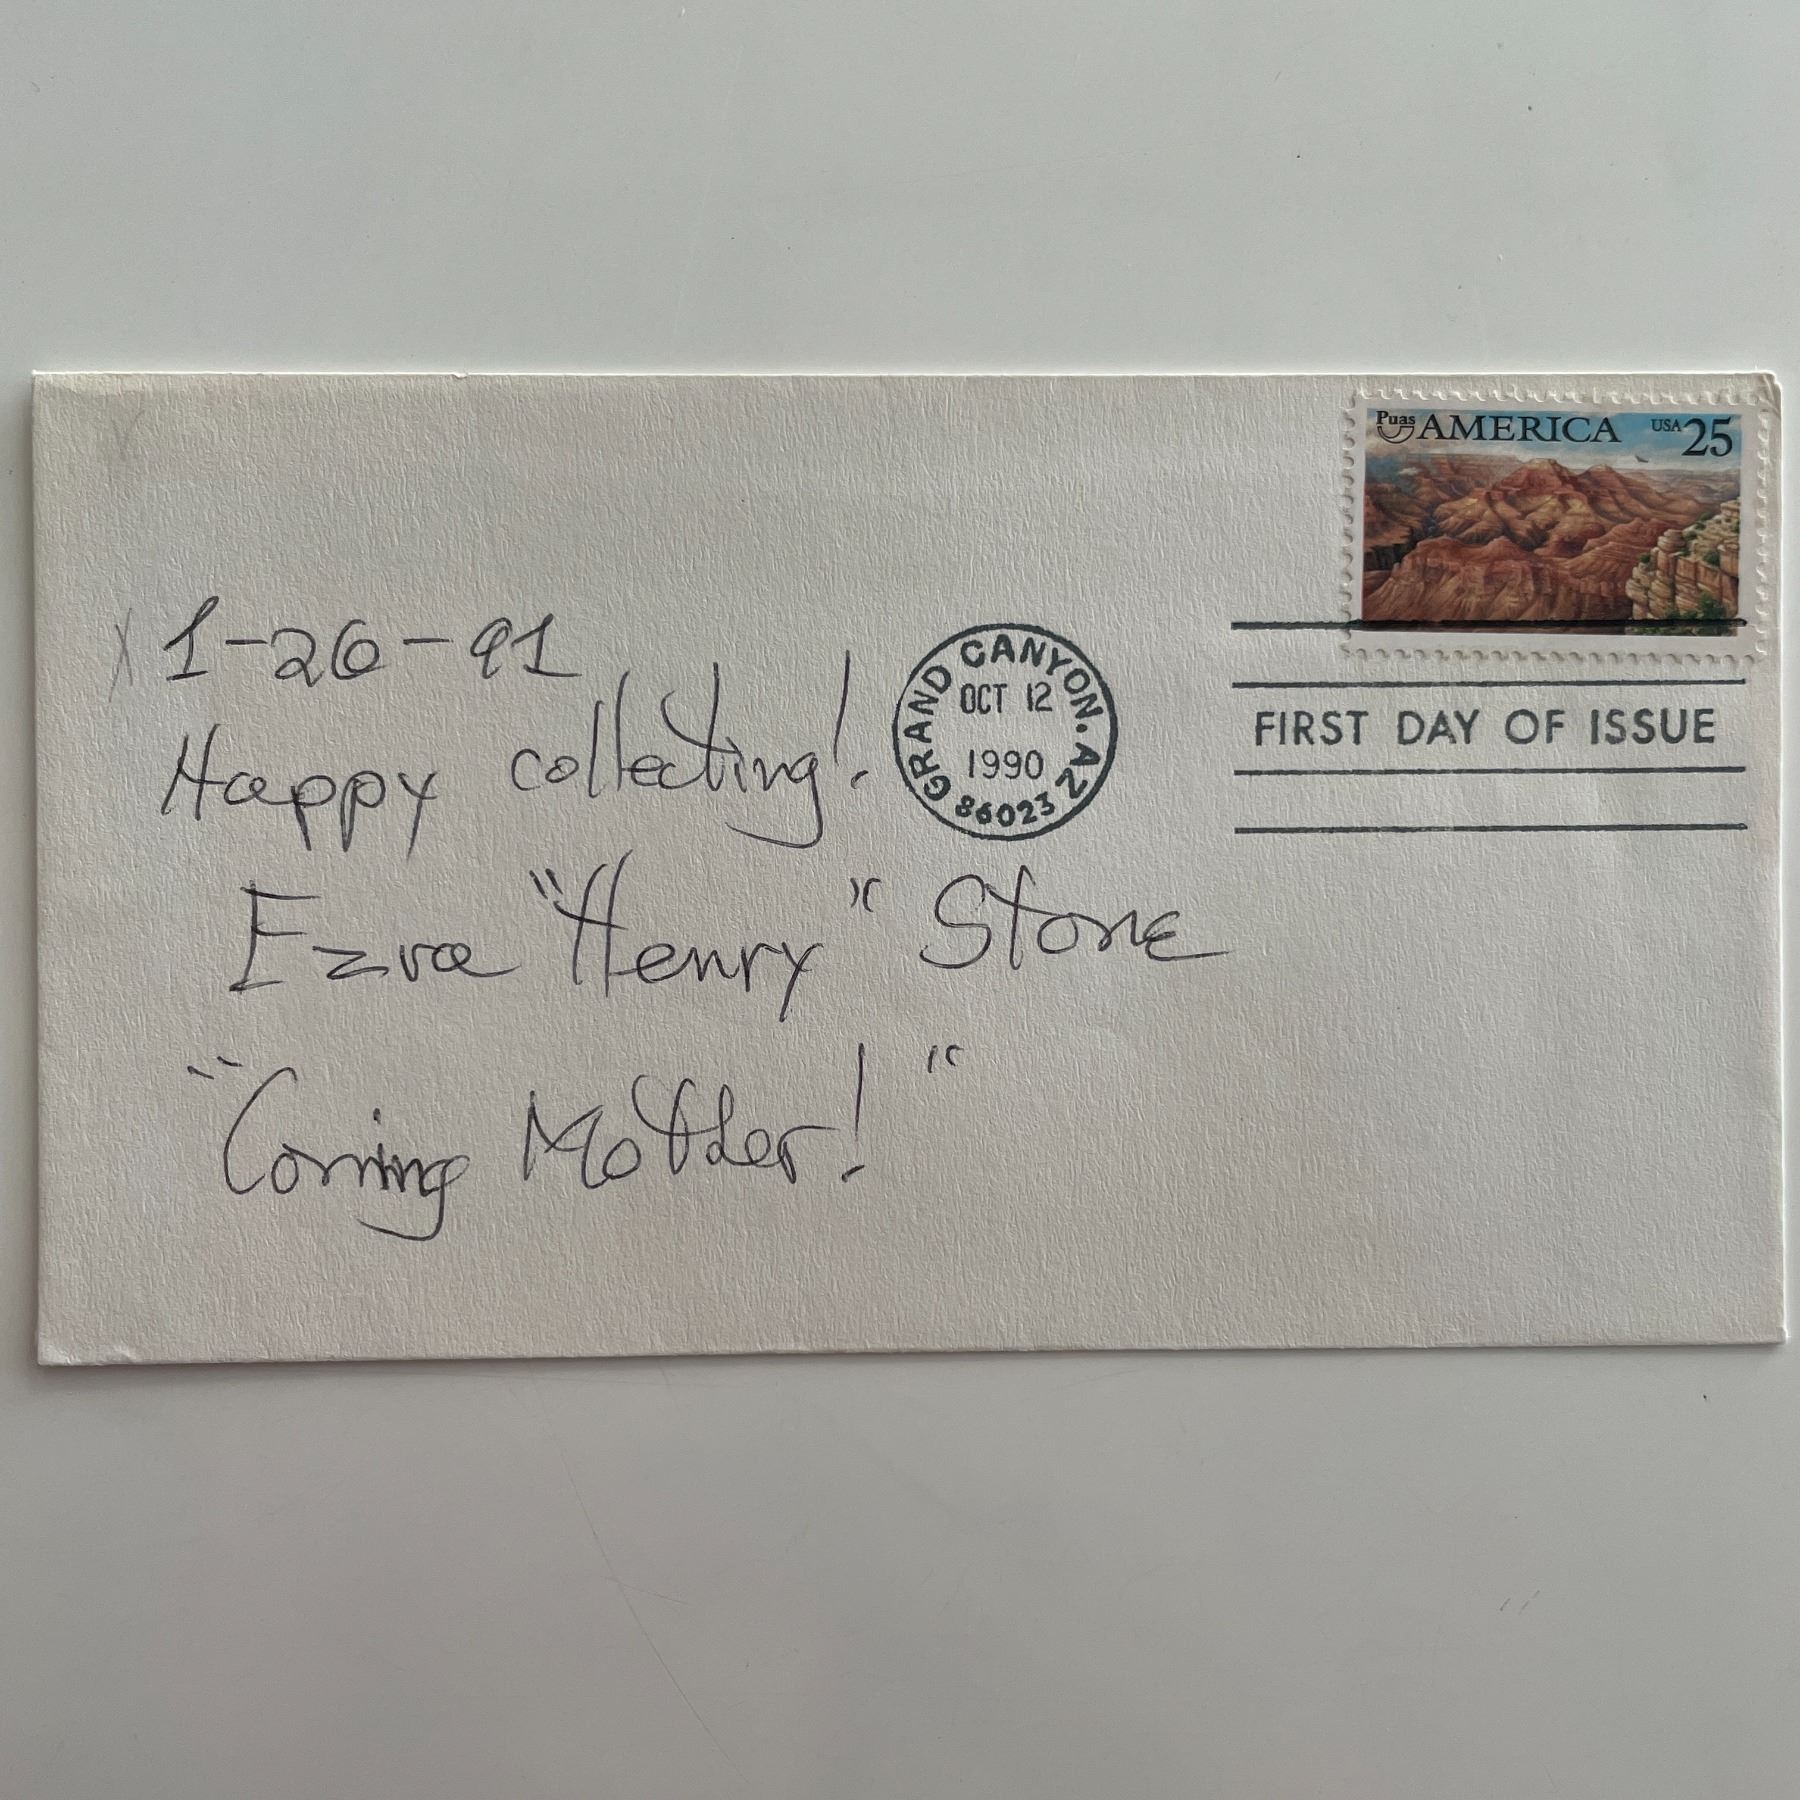 Puas AMERICA USA 25
1-26-91
Happy collecting!
GRAND CANYON. AZ
OCT 12
1990
86023
FIRST DAY OF ISSUE
Ezra "Henry" Stone
"Coming Mother!"